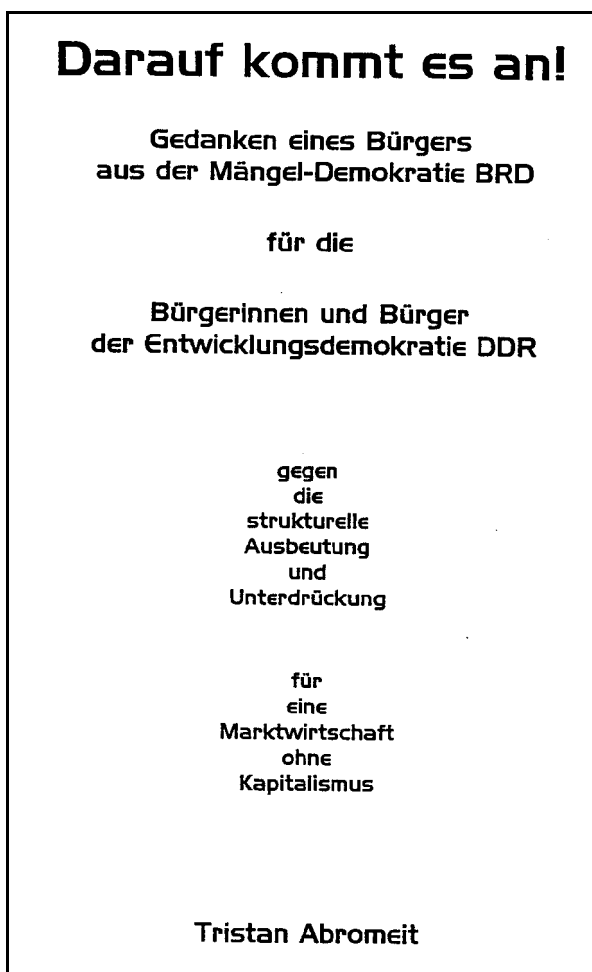 Darauf kommt es an!
Gedanken eines Bürgers
aus der Mängel-Demokratie BRD
für die
Bürgerinnen und Bürger
der Entwicklungsdemokratie DDR
gegen
die
strukturelle
Ausbeutung
und
Unterdrückung
für
eine
Marktwirtschaft
ohne
Kapitalismus
Tristan Abromeit